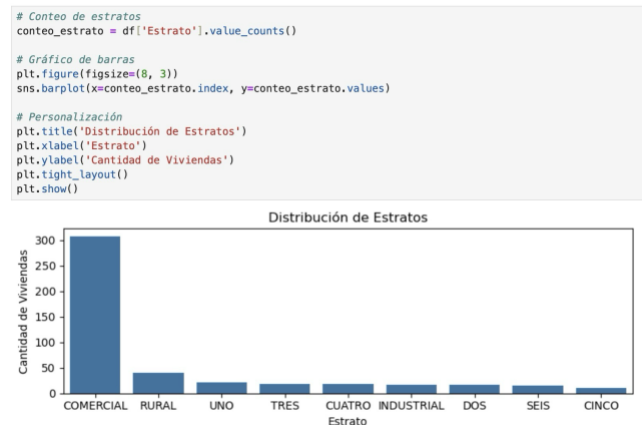 # Conteo de estratos
conteo_estrato = df['Estrato'].value_counts()
# Gráfico de barras
plt.figure(figsize=(8, 3))
sns.barplot(x=conteo_estrato.index, y=conteo_estrato.values)
# Personalización
plt.title('Distribución de Estratos')
plt.xlabel('Estrato')
plt.ylabel('Cantidad de Viviendas')
plt.tight_layout()
plt.show()
Distribución de Estratos
Cantidad de Viviendas
300
250
200
150
100
50
0
COMERCIAL RURAL UNO TRES CUATRO INDUSTRIAL DOS SEIS CINCO
Estrato